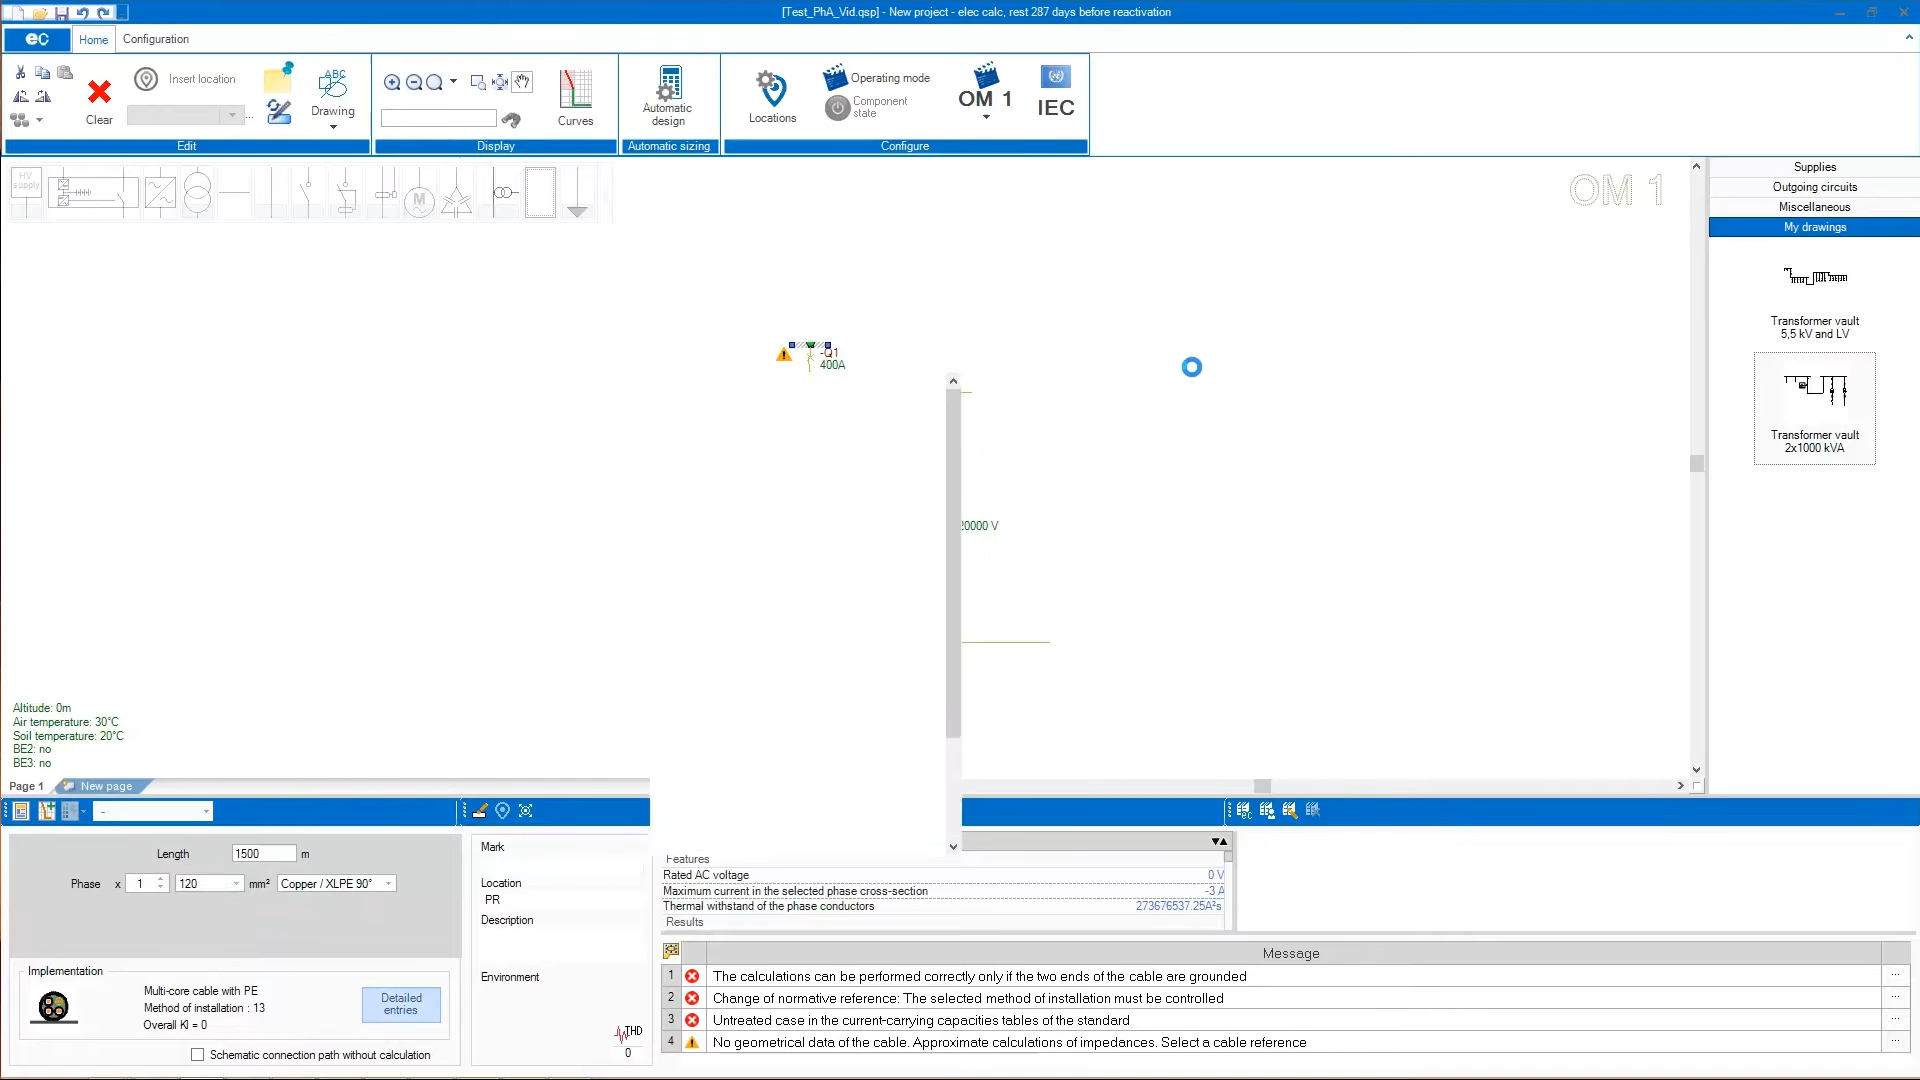 [Test_PhA_Vid.qsp] - New project - elec calc, rest 287 days before reactivation
ec
Home
Configuration
Clear
Insert location
...
ABC
Drawing
Curves
Automatic
design
Locations
Operating mode
Component
state
OM 1
IEC
Edit
Display
Automatic sizing
Configure
HV
supply
M
OM 1
Supplies
Outgoing circuits
Miscellaneous
My drawings
Transformer vault
5,5 kV and LV
Transformer vault
2x1000 kVA
-Q1
400A
20000 V
Altitude: 0m
Air temperature: 30°C
Soil temperature: 20°C
BE2: no
BE3: no
Page 1
New page
-
Length
1500
m
Phase
x
1
120
mm²
Copper / XLPE 90°
Implementation
Multi-core cable with PE
Method of installation : 13
Overall KI = 0
Detailed
entries
Schematic connection path without calculation
Mark
Location
PR
Description
Environment
THD
0
Features
Rated AC voltage 0 V
Maximum current in the selected phase cross-section -3 A
Thermal withstand of the phase conductors 273676537.25A²s
Results
Message
1 The calculations can be performed correctly only if the two ends of the cable are grounded ...
2 Change of normative reference: The selected method of installation must be controlled ...
3 Untreated case in the current-carrying capacities tables of the standard ...
4 No geometrical data of the cable. Approximate calculations of impedances. Select a cable reference ...